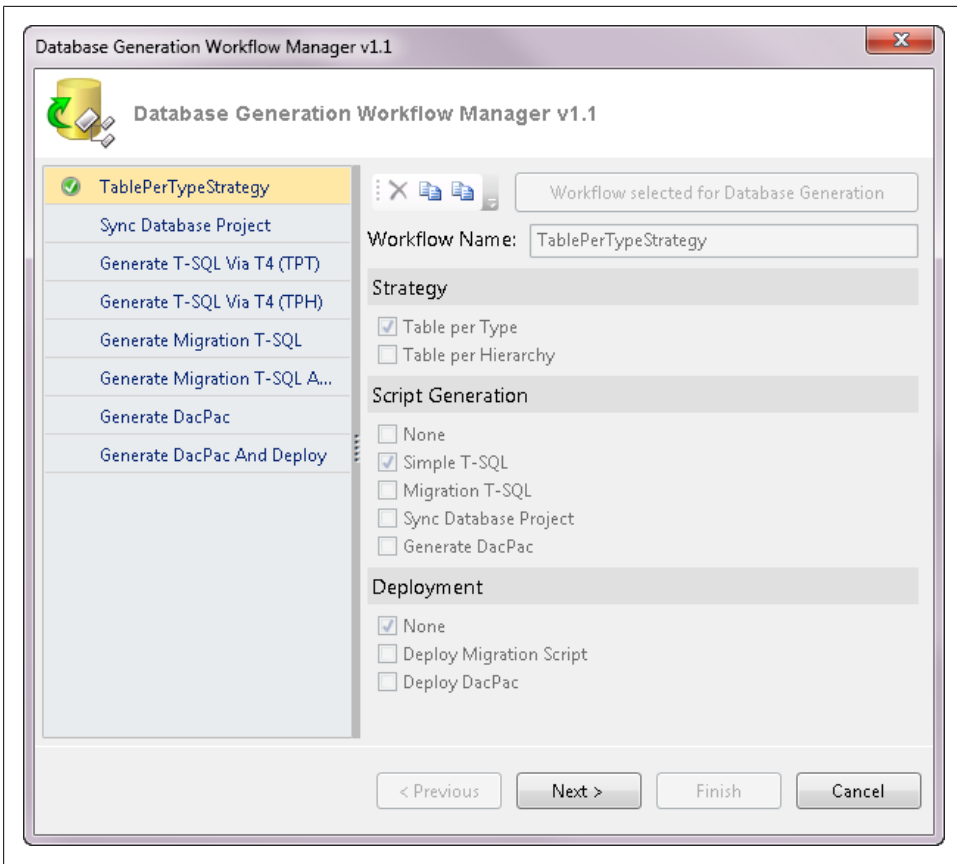 Database Generation Workflow Manager v1.1
Database Generation Workflow Manager v1.1
TablePerTypeStrategy
Sync Database Project
Generate T-SQL Via T4 (TPT)
Generate T-SQL Via T4 (TPH)
Generate Migration T-SQL
Generate Migration T-SQL A...
Generate DacPac
Generate DacPac And Deploy
Workflow selected for Database Generation
Workflow Name: TablePerTypeStrategy
Strategy
Table per Type
Table per Hierarchy
Script Generation
None
Simple T-SQL
Migration T-SQL
Sync Database Project
Generate DacPac
Deployment
None
Deploy Migration Script
Deploy DacPac
< Previous Next > Finish Cancel